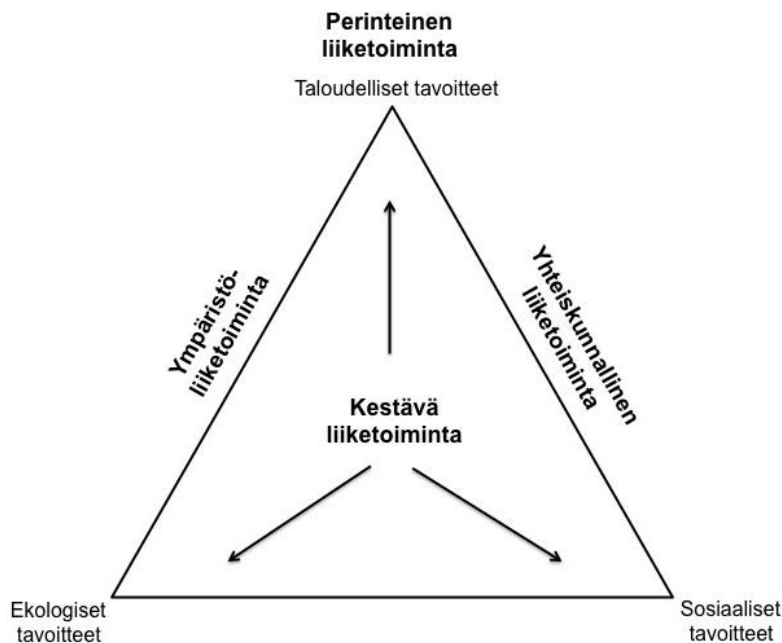 Perinteinen
liiketoiminta
Taloudelliset tavoitteet
Ympäristö-
liiketoiminta
Yhteiskunnallinen
liiketoiminta
Kestävä
liiketoiminta
Ekologiset
tavoitteet
Sosiaaliset
tavoitteet